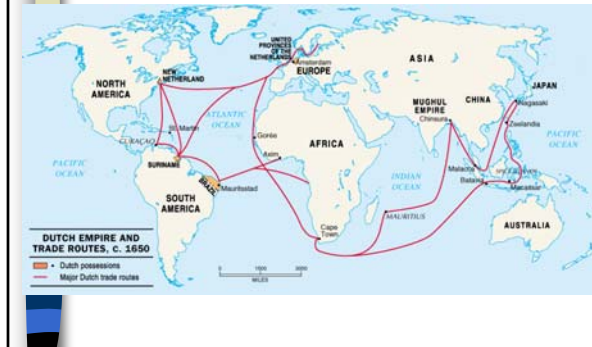 UNITED
PROVINCES
OF THE
NETHERLANDS
Amsterdam
EUROPE
ASIA
NORTH
AMERICA
NEW
NETHERLAND
ATLANTIC
OCEAN
MUGHUL
EMPIRE
CHINA
JAPAN
Nagasaki
Chinsura
Zeelandia
CURAÇAO
St. Martin
Gorée
AFRICA
PACIFIC
OCEAN
PACIFIC
OCEAN
SURINAME
Axim
INDIAN
OCEAN
Malacca
Batavia
Macassar
BRAZIL
Mauritsstad
SOUTH
AMERICA
MAURITIUS
Cape
Town
AUSTRALIA
DUTCH EMPIRE AND
TRADE ROUTES, c. 1650
Dutch possessions
Major Dutch trade routes
0 1500 3000
MILES